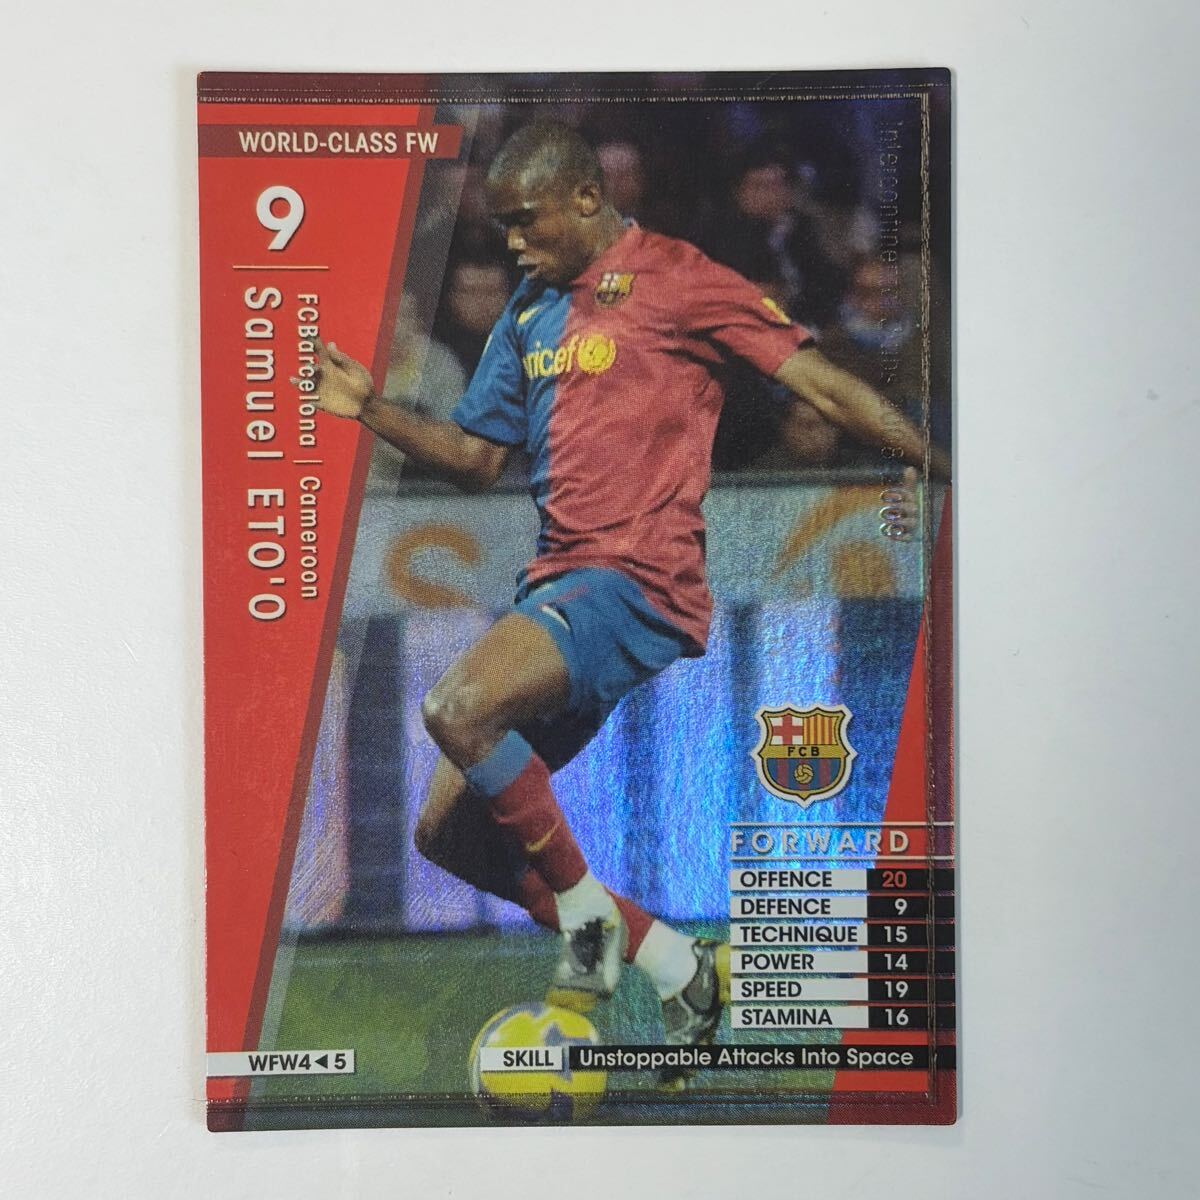 WORLD-CLASS FW
9
FCBarcelona | Cameroon
Samuel ETO'O
unicef
FCB
FORWARD
OFFENCE 20
DEFENCE 9
TECHNIQUE 15
POWER 14
SPEED 19
STAMINA 16
WFW4◀5
SKILL Unstoppable Attacks Into Space